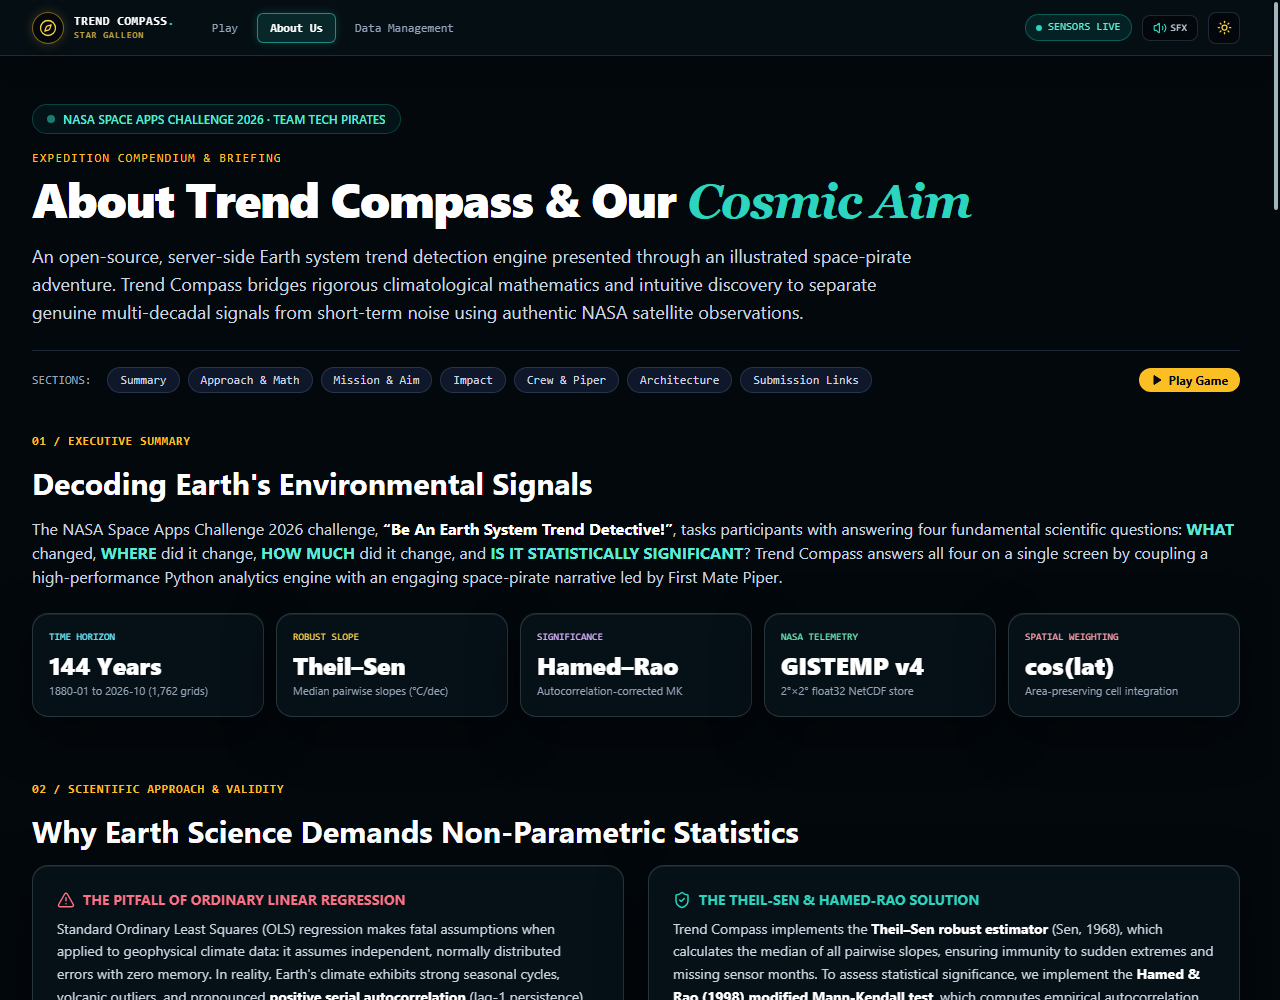 TREND COMPASS.
STAR GALLEON
Play
About Us
Data Management
SENSORS LIVE
SFX
NASA SPACE APPS CHALLENGE 2026 · TEAM TECH PIRATES
EXPEDITION COMPENDIUM & BRIEFING
About Trend Compass & Our Cosmic Aim
An open-source, server-side Earth system trend detection engine presented through an illustrated space-pirate
adventure. Trend Compass bridges rigorous climatological mathematics and intuitive discovery to separate
genuine multi-decadal signals from short-term noise using authentic NASA satellite observations.
SECTIONS:
Summary
Approach & Math
Mission & Aim
Impact
Crew & Piper
Architecture
Submission Links
Play Game
01 / EXECUTIVE SUMMARY
Decoding Earth's Environmental Signals
The NASA Space Apps Challenge 2026 challenge, “Be An Earth System Trend Detective!”, tasks participants with answering four fundamental scientific questions: WHAT
changed, WHERE did it change, HOW MUCH did it change, and IS IT STATISTICALLY SIGNIFICANT? Trend Compass answers all four on a single screen by coupling a
high-performance Python analytics engine with an engaging space-pirate narrative led by First Mate Piper.
TIME HORIZON
144 Years
1880-01 to 2026-10 (1,762 grids)
ROBUST SLOPE
Theil–Sen
Median pairwise slopes (°C/dec)
SIGNIFICANCE
Hamed–Rao
Autocorrelation-corrected MK
NASA TELEMETRY
GISTEMP v4
2°×2° float32 NetCDF store
SPATIAL WEIGHTING
cos(lat)
Area-preserving cell integration
02 / SCIENTIFIC APPROACH & VALIDITY
Why Earth Science Demands Non-Parametric Statistics
THE PITFALL OF ORDINARY LINEAR REGRESSION
Standard Ordinary Least Squares (OLS) regression makes fatal assumptions when
applied to geophysical climate data: it assumes independent, normally distributed
errors with zero memory. In reality, Earth's climate exhibits strong seasonal cycles,
volcanic outliers, and pronounced positive serial autocorrelation (lag-1 persistence)
THE THEIL-SEN & HAMED-RAO SOLUTION
Trend Compass implements the Theil–Sen robust estimator (Sen, 1968), which
calculates the median of all pairwise slopes, ensuring immunity to sudden extremes and
missing sensor months. To assess statistical significance, we implement the Hamed &
Rao (1998) modified Mann-Kendall test, which computes empirical autocorrelation